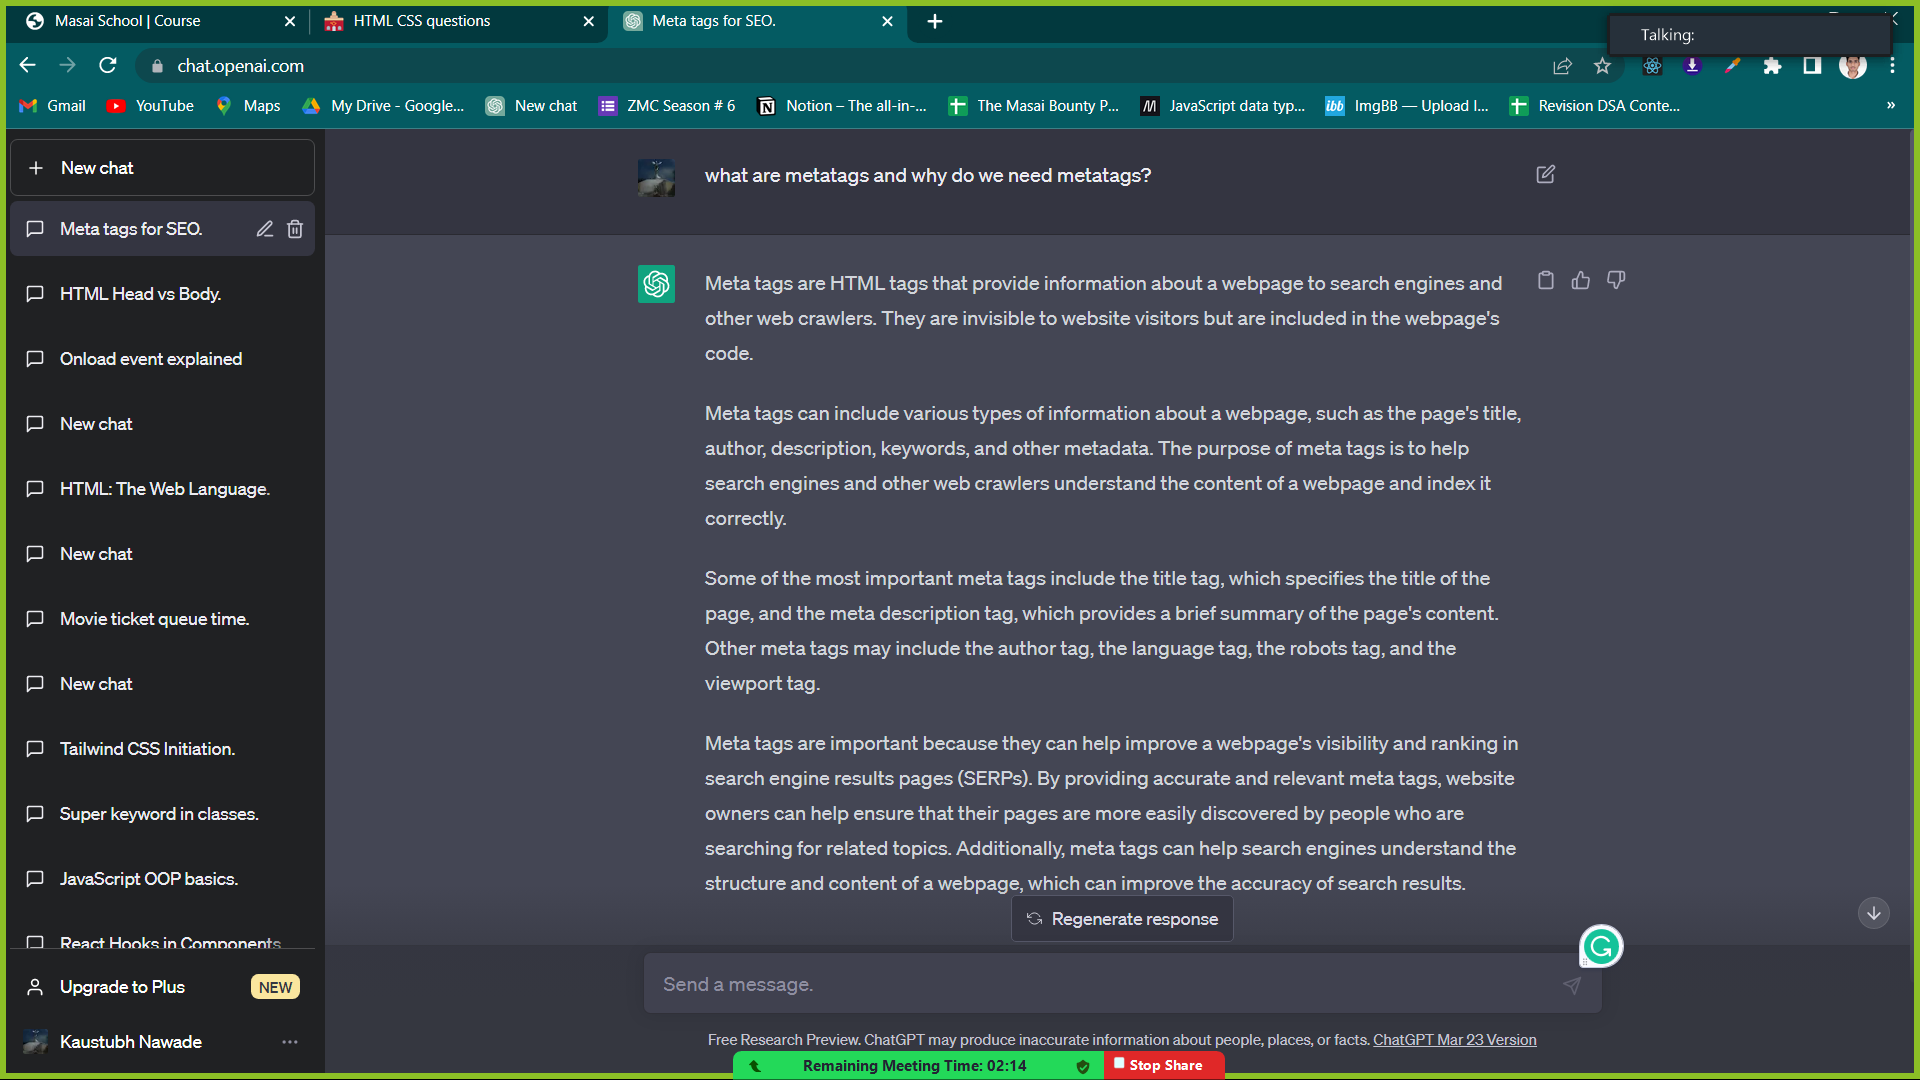 Masai School | Course
HTML CSS questions
Meta tags for SEO.
Talking:
chat.openai.com
Gmail
YouTube
Maps
My Drive - Google...
New chat
ZMC Season # 6
Notion – The all-in-...
The Masai Bounty P...
JavaScript data typ...
ibb
ImgBB — Upload I...
Revision DSA Conte...
»
New chat
Meta tags for SEO.
HTML Head vs Body.
Onload event explained
New chat
HTML: The Web Language.
New chat
Movie ticket queue time.
New chat
Tailwind CSS Initiation.
Super keyword in classes.
JavaScript OOP basics.
React Hooks in Components
Upgrade to Plus
NEW
Kaustubh Nawade
what are metatags and why do we need metatags?
Meta tags are HTML tags that provide information about a webpage to search engines and
other web crawlers. They are invisible to website visitors but are included in the webpage's
code.
Meta tags can include various types of information about a webpage, such as the page's title,
author, description, keywords, and other metadata. The purpose of meta tags is to help
search engines and other web crawlers understand the content of a webpage and index it
correctly.
Some of the most important meta tags include the title tag, which specifies the title of the
page, and the meta description tag, which provides a brief summary of the page's content.
Other meta tags may include the author tag, the language tag, the robots tag, and the
viewport tag.
Meta tags are important because they can help improve a webpage's visibility and ranking in
search engine results pages (SERPs). By providing accurate and relevant meta tags, website
owners can help ensure that their pages are more easily discovered by people who are
searching for related topics. Additionally, meta tags can help search engines understand the
structure and content of a webpage, which can improve the accuracy of search results.
Regenerate response
Send a message.
Free Research Preview. ChatGPT may produce inaccurate information about people, places, or facts. ChatGPT Mar 23 Version
Remaining Meeting Time: 02:14
Stop Share